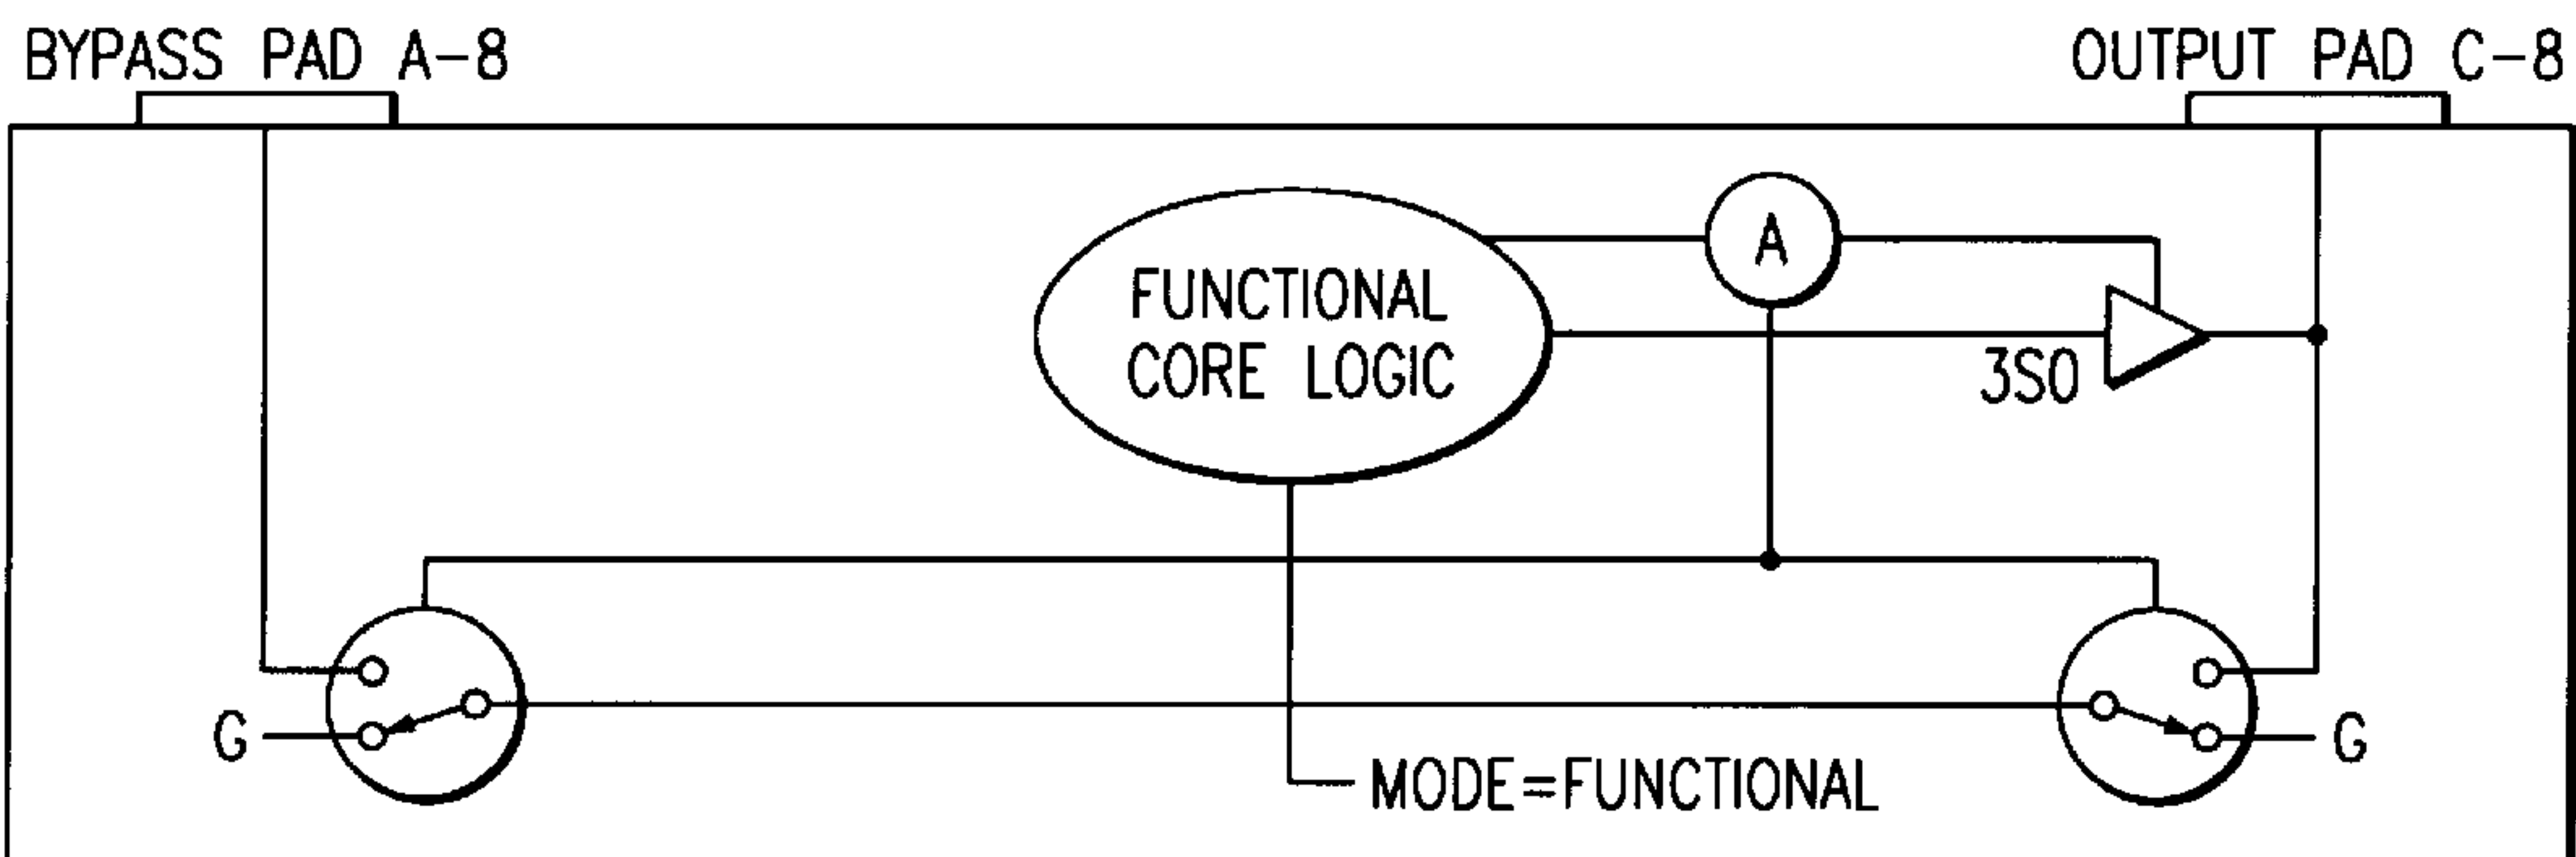 BYPASS PAD A-8
OUTPUT PAD C-8
A
FUNCTIONAL
CORE LOGIC
3SO
G
G
MODE=FUNCTIONAL